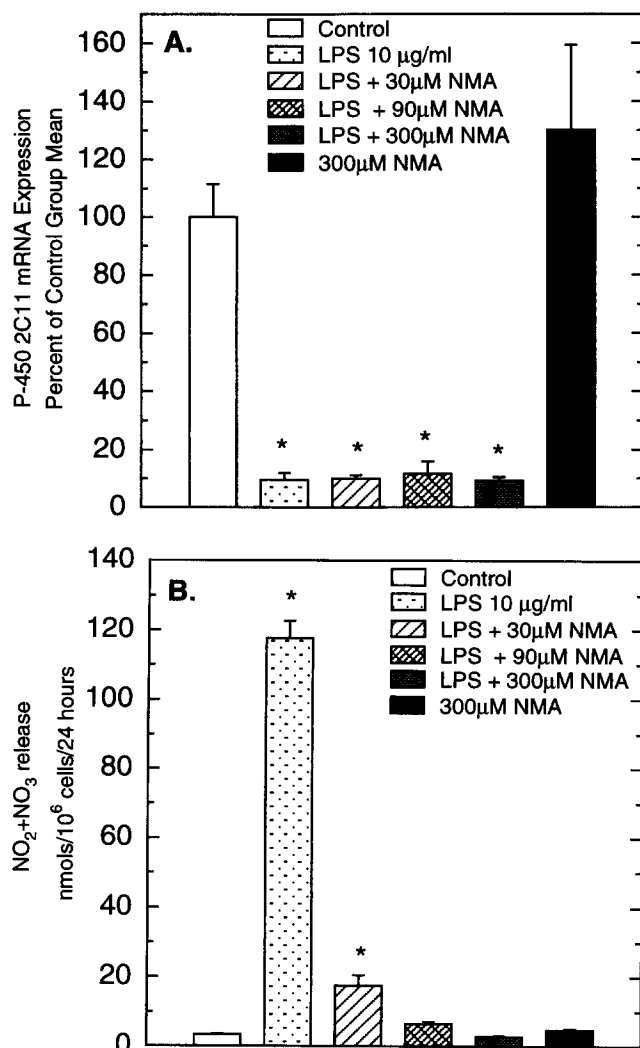 A.
Control
LPS 10 µg/ml
LPS + 30µM NMA
LPS + 90µM NMA
LPS + 300µM NMA
300µM NMA
P-450 2C11 mRNA Expression
Percent of Control Group Mean
160
140
120
100
80
60
40
20
0
* * * *
B.
Control
LPS 10 µg/ml
LPS + 30µM NMA
LPS + 90µM NMA
LPS + 300µM NMA
300µM NMA
NO₂+NO₃ release
nmols/10⁶ cells/24 hours
140
120
100
80
60
40
20
0
*
*